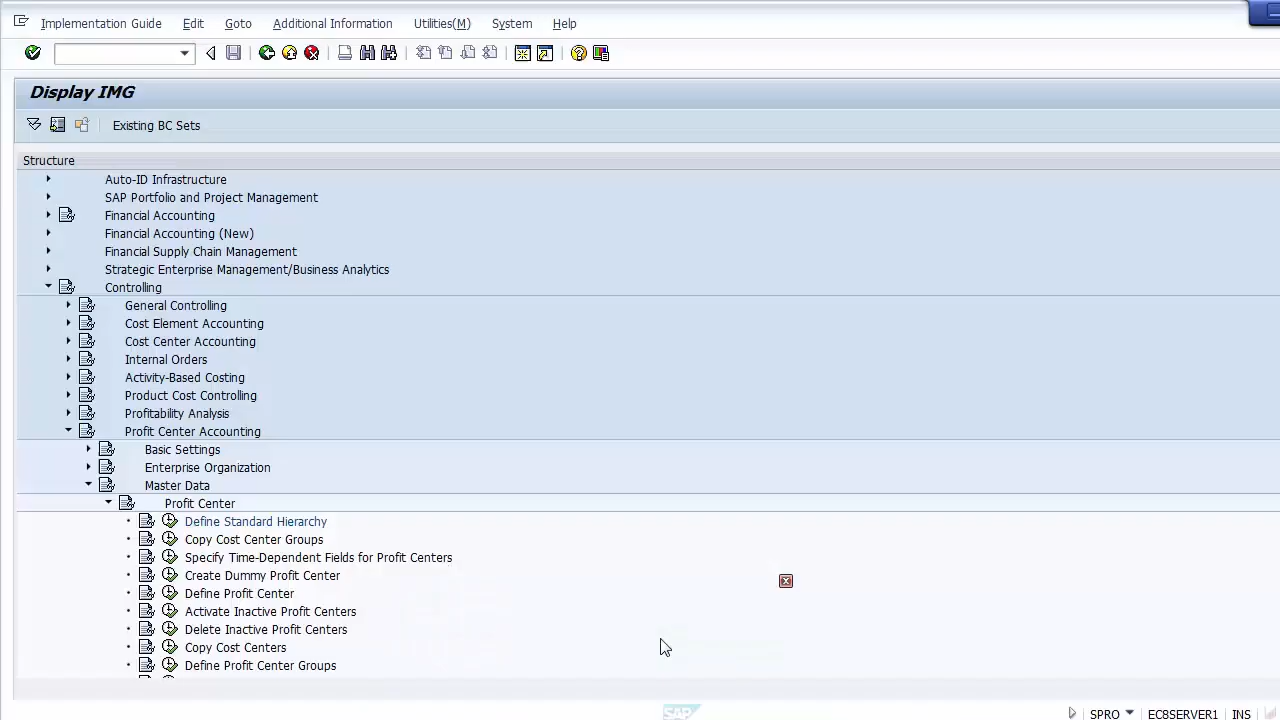 Implementation Guide Edit Goto Additional Information Utilities(M) System Help
Display IMG
Existing BC Sets
Structure
Auto-ID Infrastructure
SAP Portfolio and Project Management
Financial Accounting
Financial Accounting (New)
Financial Supply Chain Management
Strategic Enterprise Management/Business Analytics
Controlling
General Controlling
Cost Element Accounting
Cost Center Accounting
Internal Orders
Activity-Based Costing
Product Cost Controlling
Profitability Analysis
Profit Center Accounting
Basic Settings
Enterprise Organization
Master Data
Profit Center
Define Standard Hierarchy
Copy Cost Center Groups
Specify Time-Dependent Fields for Profit Centers
Create Dummy Profit Center
Define Profit Center
Activate Inactive Profit Centers
Delete Inactive Profit Centers
Copy Cost Centers
Define Profit Center Groups
SAP SPRO EC8SERVER1 INS